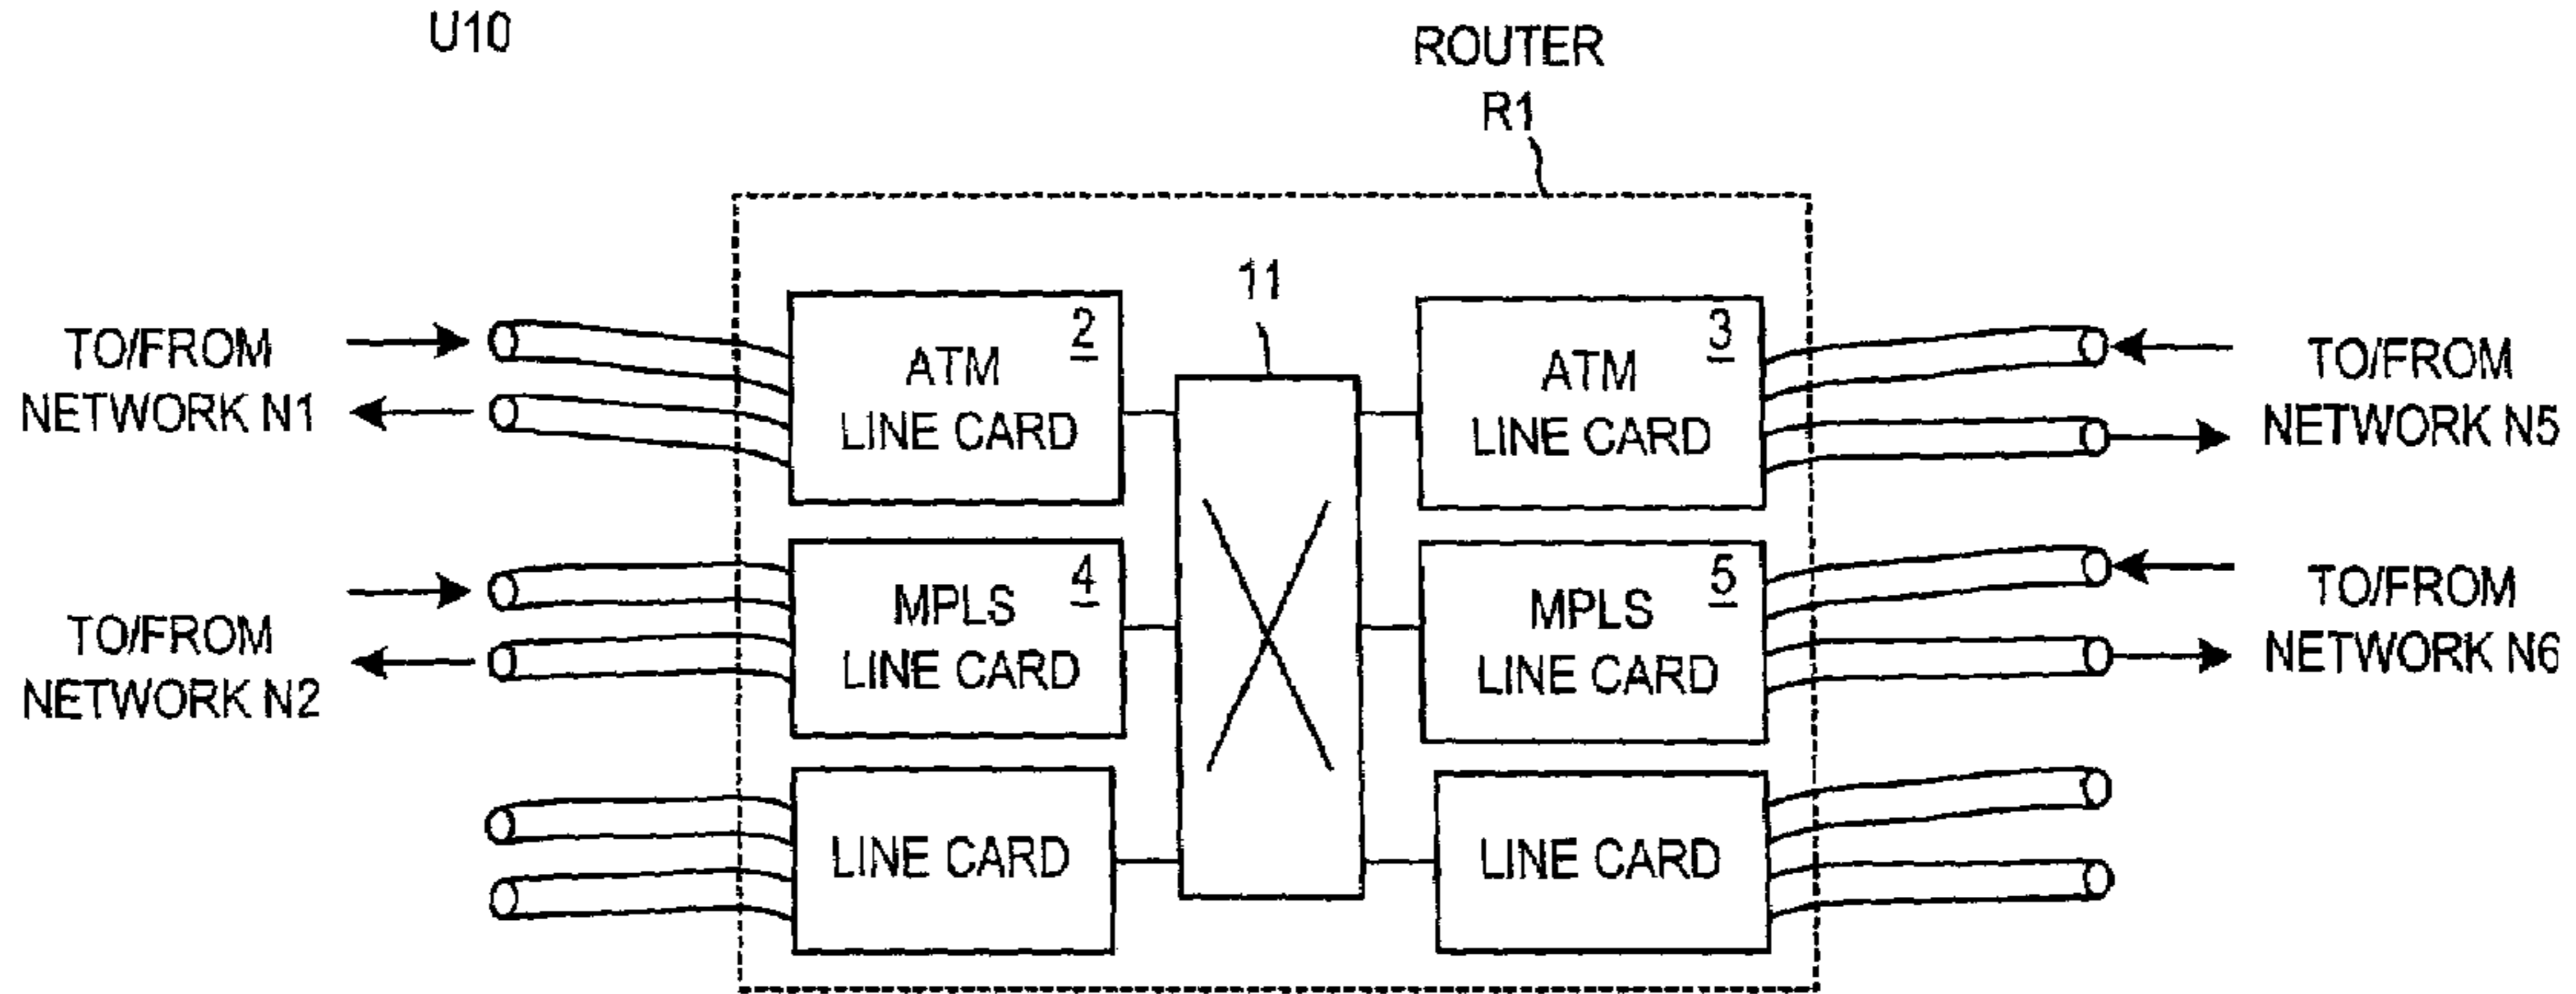 U10
ROUTER
R1
11
TO/FROM
NETWORK N1
2
ATM
LINE CARD
3
ATM
LINE CARD
TO/FROM
NETWORK N5
TO/FROM
NETWORK N2
4
MPLS
LINE CARD
5
MPLS
LINE CARD
TO/FROM
NETWORK N6
LINE CARD
LINE CARD